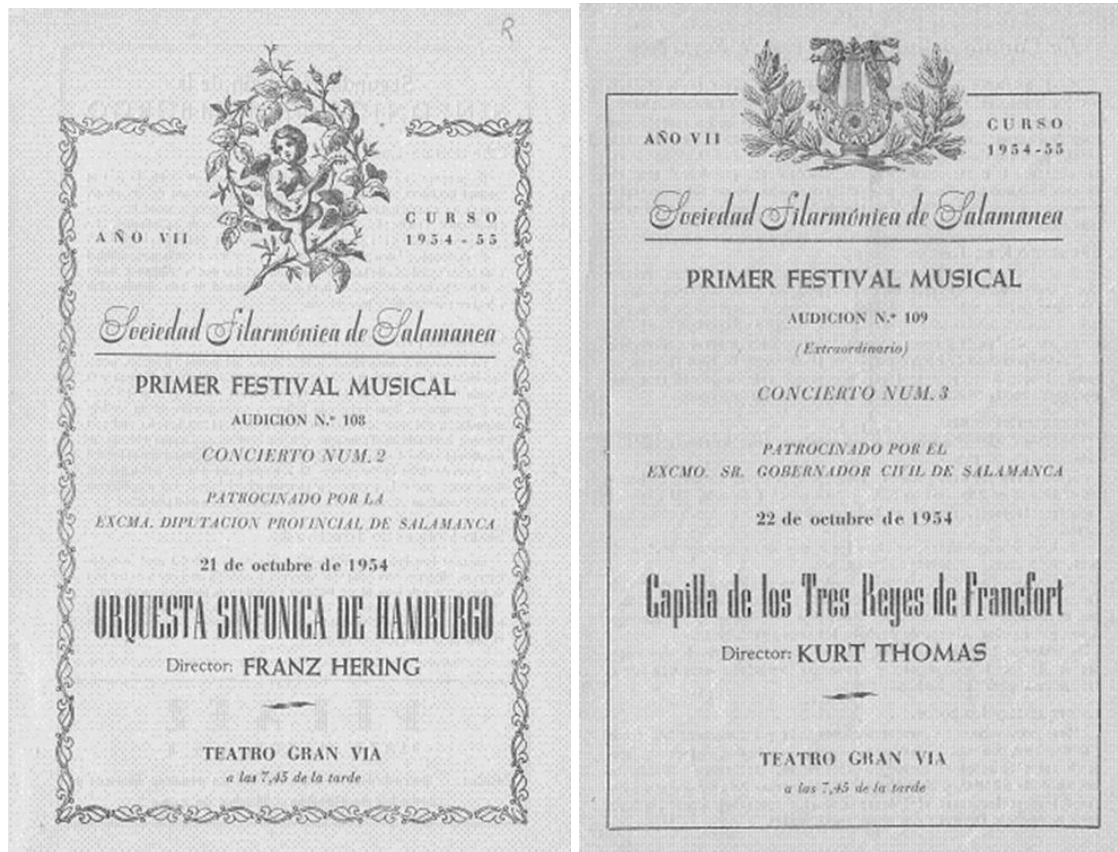 R
AÑO VII
CURSO
1954 - 55
Sociedad Filarmónica de Salamanca
PRIMER FESTIVAL MUSICAL
AUDICION N.º 108
CONCIERTO NUM. 2
PATROCINADO POR LA
EXCMA. DIPUTACION PROVINCIAL DE SALAMANCA
21 de octubre de 1954
ORQUESTA SINFONICA DE HAMBURGO
Director: FRANZ HERING
TEATRO GRAN VIA
a las 7,45 de la tarde
AÑO VII
CURSO
1954-55
Sociedad Filarmónica de Salamanca
PRIMER FESTIVAL MUSICAL
AUDICION N.º 109
(Extraordinario)
CONCIERTO NUM. 3
PATROCINADO POR EL
EXCMO. SR. GOBERNADOR CIVIL DE SALAMANCA
22 de octubre de 1954
Capilla de los Tres Reyes de Francfort
Director: KURT THOMAS
TEATRO GRAN VIA
a las 7,45 de la tarde